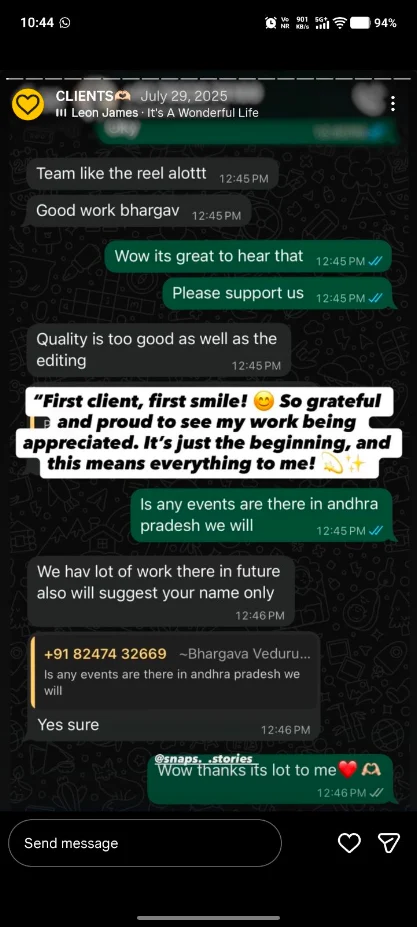 10:44
Vo NR
901 KB/s
5G+
94%
CLIENTS🫶🏻 July 29, 2025
Leon James · It's A Wonderful Life
Team like the reel alottt 12:45 PM
Good work bhargav 12:45 PM
Wow its great to hear that 12:45 PM
Please support us 12:45 PM
Quality is too good as well as the
editing
12:45 PM
“First client, first smile! 😊 So grateful
and proud to see my work being
appreciated. It’s just the beginning, and
this means everything to me! 💫✨
Is any events are there in andhra
pradesh we will 12:45 PM
We hav lot of work there in future
also will suggest your name only
12:46 PM
+91 82474 32669 ~Bhargava Veduru...
Is any events are there in andhra pradesh we
will
Yes sure 12:46 PM
@snaps._.stories_
Wow thanks its lot to me❤️🫶🏻
12:46 PM
Send message